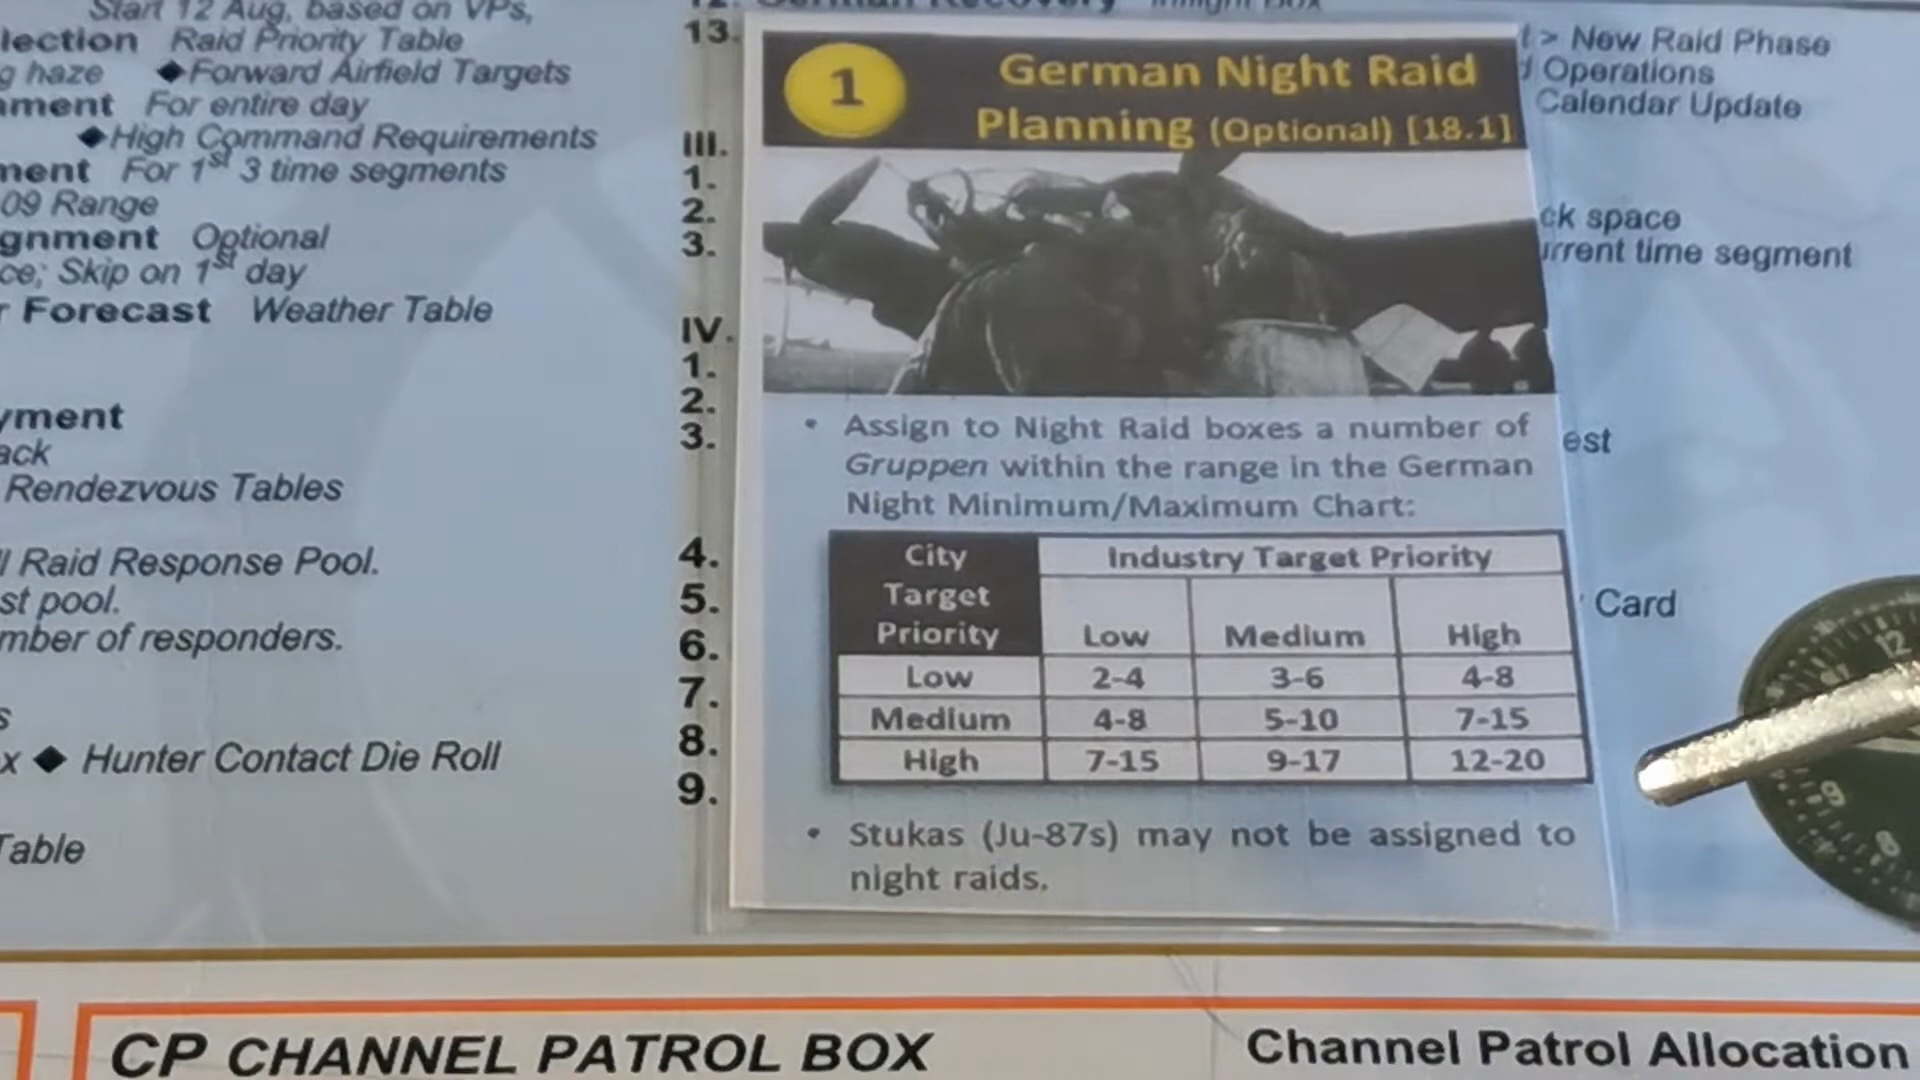 Start 12 Aug, based on VPs,
lection Raid Priority Table
g haze ◆Forward Airfield Targets
For entire day
◆High Command Requirements
For 1st 3 time segments
09 Range
Optional
ce; Skip on 1st day
Forecast Weather Table
Rendezvous Tables
Raid Response Pool.
st pool.
mber of responders.
◆ Hunter Contact Die Roll
Table
13.
III.
1.
2.
3.
IV.
1.
2.
3.
4.
5.
6.
7.
8.
9.
1
German Night Raid
Planning (Optional) [18.1]
• Assign to Night Raid boxes a number of
Gruppen within the range in the German
Night Minimum/Maximum Chart:
City Target Priority Industry Target Priority
Low Medium High
Low 2-4 3-6 4-8
Medium 4-8 5-10 7-15
High 7-15 9-17 12-20
• Stukas (Ju-87s) may not be assigned to
night raids.
> New Raid Phase
Operations
Calendar Update
ck space
rrent time segment
est
Card
12
CP CHANNEL PATROL BOX
Channel Patrol Allocation